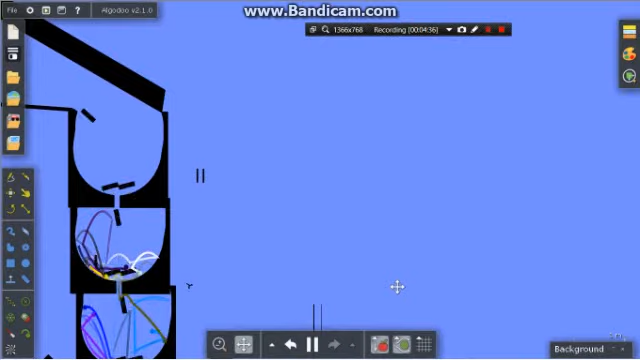 www.Bandicam.com
File
Algodoo v2.1.0
1366x768
Recording [00:04:36]
Background